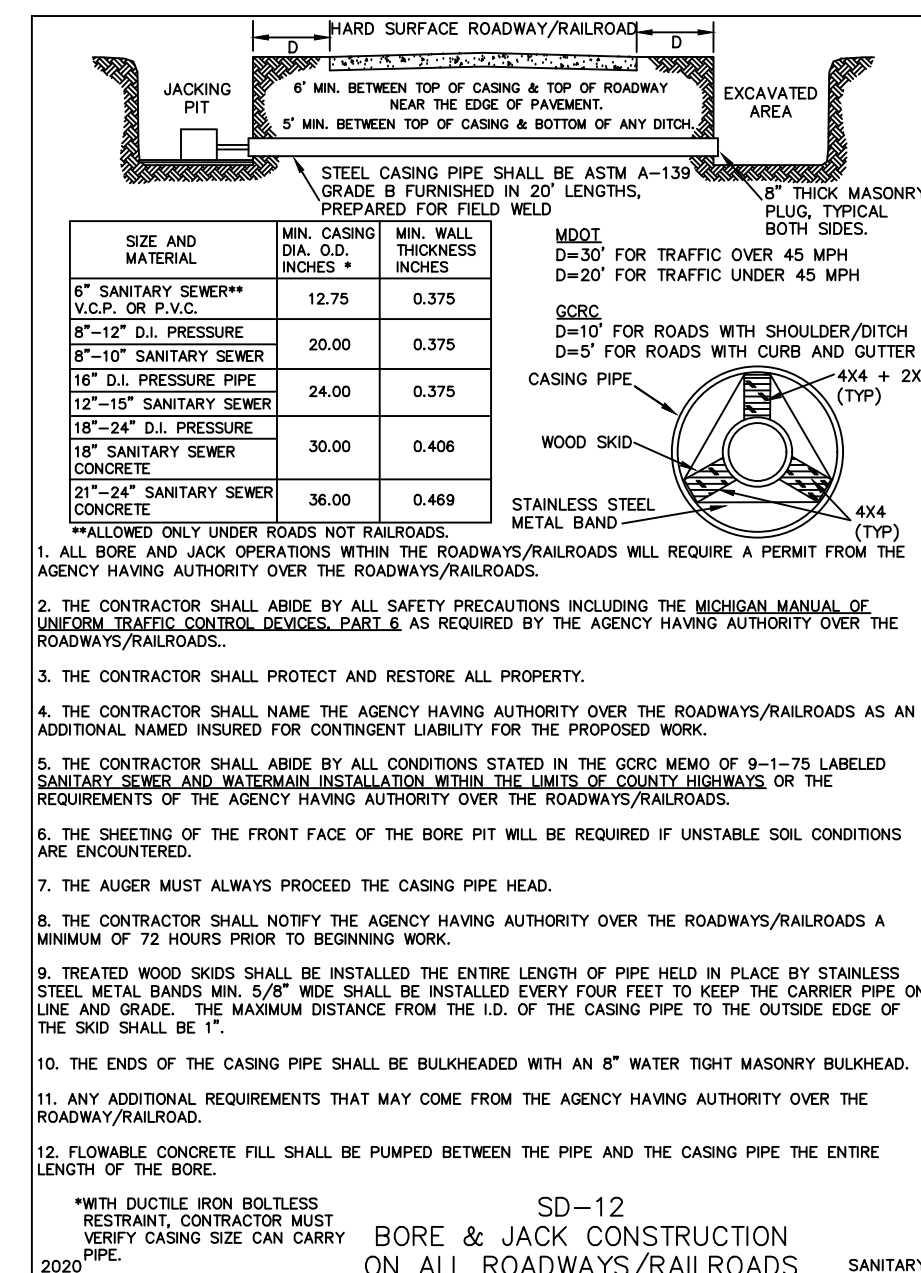 HARD SURFACE ROADWAY/RAILROAD
D
D
JACKING
PIT
6' MIN. BETWEEN TOP OF CASING & TOP OF ROADWAY
NEAR THE EDGE OF PAVEMENT.
5' MIN. BETWEEN TOP OF CASING & BOTTOM OF ANY DITCH.
EXCAVATED
AREA
STEEL CASING PIPE SHALL BE ASTM A-139
GRADE B FURNISHED IN 20' LENGTHS,
PREPARED FOR FIELD WELD
8" THICK MASONRY
PLUG, TYPICAL
BOTH SIDES.
SIZE AND
MATERIAL
MIN. CASING
DIA. O.D.
INCHES *
MIN. WALL
THICKNESS
INCHES
6" SANITARY SEWER**
V.C.P. OR P.V.C.
12.75
0.375
8"-12" D.I. PRESSURE
8"-10" SANITARY SEWER
20.00
0.375
16" D.I. PRESSURE PIPE
12"-15" SANITARY SEWER
24.00
0.375
18"-24" D.I. PRESSURE
18" SANITARY SEWER
CONCRETE
30.00
0.406
21"-24" SANITARY SEWER
CONCRETE
36.00
0.469
**ALLOWED ONLY UNDER ROADS NOT RAILROADS.
MDOT
D=30' FOR TRAFFIC OVER 45 MPH
D=20' FOR TRAFFIC UNDER 45 MPH
GCRC
D=10' FOR ROADS WITH SHOULDER/DITCH
D=5' FOR ROADS WITH CURB AND GUTTER
CASING PIPE
4X4 + 2X
(TYP)
WOOD SKID
STAINLESS STEEL
METAL BAND
4X4
(TYP)
1. ALL BORE AND JACK OPERATIONS WITHIN THE ROADWAYS/RAILROADS WILL REQUIRE A PERMIT FROM THE
AGENCY HAVING AUTHORITY OVER THE ROADWAYS/RAILROADS.
2. THE CONTRACTOR SHALL ABIDE BY ALL SAFETY PRECAUTIONS INCLUDING THE MICHIGAN MANUAL OF
UNIFORM TRAFFIC CONTROL DEVICES, PART 6 AS REQUIRED BY THE AGENCY HAVING AUTHORITY OVER THE
ROADWAYS/RAILROADS..
3. THE CONTRACTOR SHALL PROTECT AND RESTORE ALL PROPERTY.
4. THE CONTRACTOR SHALL NAME THE AGENCY HAVING AUTHORITY OVER THE ROADWAYS/RAILROADS AS AN
ADDITIONAL NAMED INSURED FOR CONTINGENT LIABILITY FOR THE PROPOSED WORK.
5. THE CONTRACTOR SHALL ABIDE BY ALL CONDITIONS STATED IN THE GCRC MEMO OF 9-1-75 LABELED
SANITARY SEWER AND WATERMAIN INSTALLATION WITHIN THE LIMITS OF COUNTY HIGHWAYS OR THE
REQUIREMENTS OF THE AGENCY HAVING AUTHORITY OVER THE ROADWAYS/RAILROADS.
6. THE SHEETING OF THE FRONT FACE OF THE BORE PIT WILL BE REQUIRED IF UNSTABLE SOIL CONDITIONS
ARE ENCOUNTERED.
7. THE AUGER MUST ALWAYS PROCEED THE CASING PIPE HEAD.
8. THE CONTRACTOR SHALL NOTIFY THE AGENCY HAVING AUTHORITY OVER THE ROADWAYS/RAILROADS A
MINIMUM OF 72 HOURS PRIOR TO BEGINNING WORK.
9. TREATED WOOD SKIDS SHALL BE INSTALLED THE ENTIRE LENGTH OF PIPE HELD IN PLACE BY STAINLESS
STEEL METAL BANDS MIN. 5/8" WIDE SHALL BE INSTALLED EVERY FOUR FEET TO KEEP THE CARRIER PIPE ON
LINE AND GRADE. THE MAXIMUM DISTANCE FROM THE I.D. OF THE CASING PIPE TO THE OUTSIDE EDGE OF
THE SKID SHALL BE 1".
10. THE ENDS OF THE CASING PIPE SHALL BE BULKHEADED WITH AN 8" WATER TIGHT MASONRY BULKHEAD.
11. ANY ADDITIONAL REQUIREMENTS THAT MAY COME FROM THE AGENCY HAVING AUTHORITY OVER THE
ROADWAY/RAILROAD.
12. FLOWABLE CONCRETE FILL SHALL BE PUMPED BETWEEN THE PIPE AND THE CASING PIPE THE ENTIRE
LENGTH OF THE BORE.
*WITH DUCTILE IRON BOLTLESS
RESTRAINT, CONTRACTOR MUST
VERIFY CASING SIZE CAN CARRY
PIPE.
2020
SD-12
BORE & JACK CONSTRUCTION
ON ALL ROADWAYS/RAILROADS
SANITARY